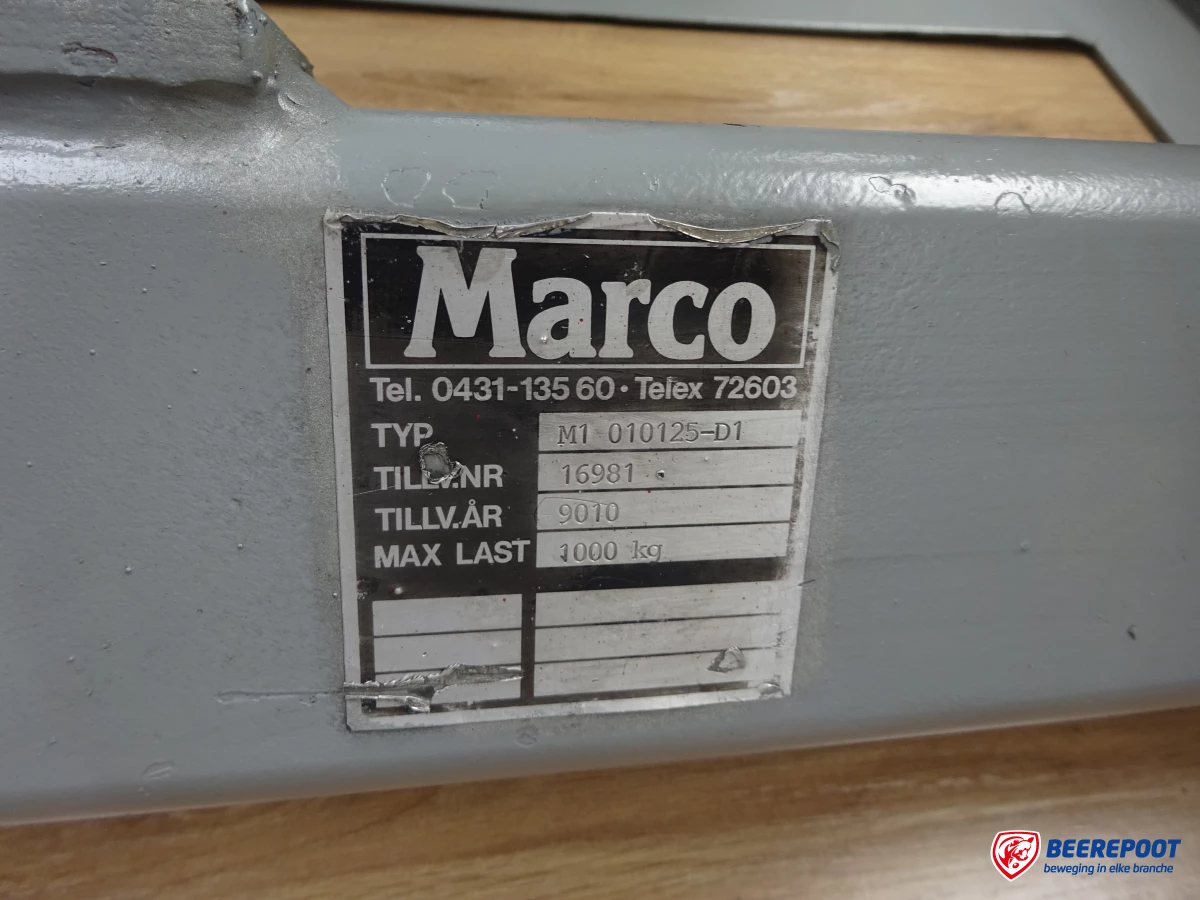 Marco
Tel. 0431-135 60 · Telex 72603
TYP M1 010125-D1
TILLV.NR 16981
TILLV.ÅR 9010
MAX LAST 1000 kg
BEEREPOOT
beweging in elke branche